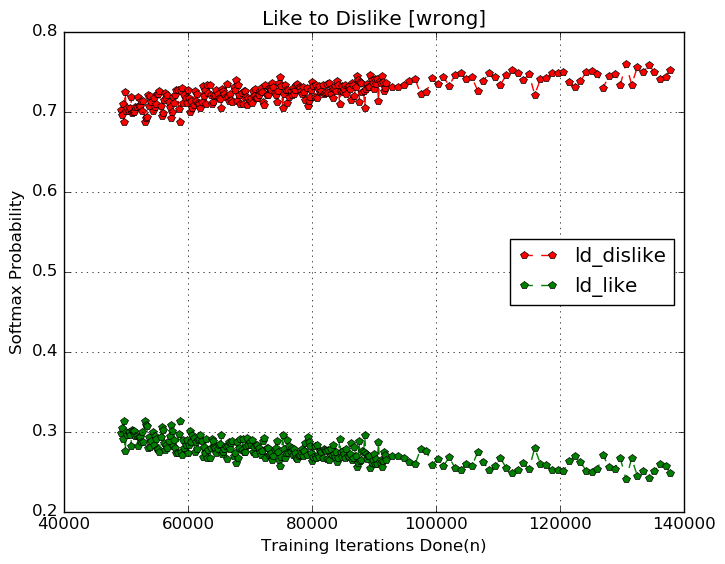 Like to Dislike [wrong]
0.8
0.7
0.6
0.5
0.4
0.3
0.2
Softmax Probability
ld_dislike
ld_like
40000 60000 80000 100000 120000 140000
Training Iterations Done(n)